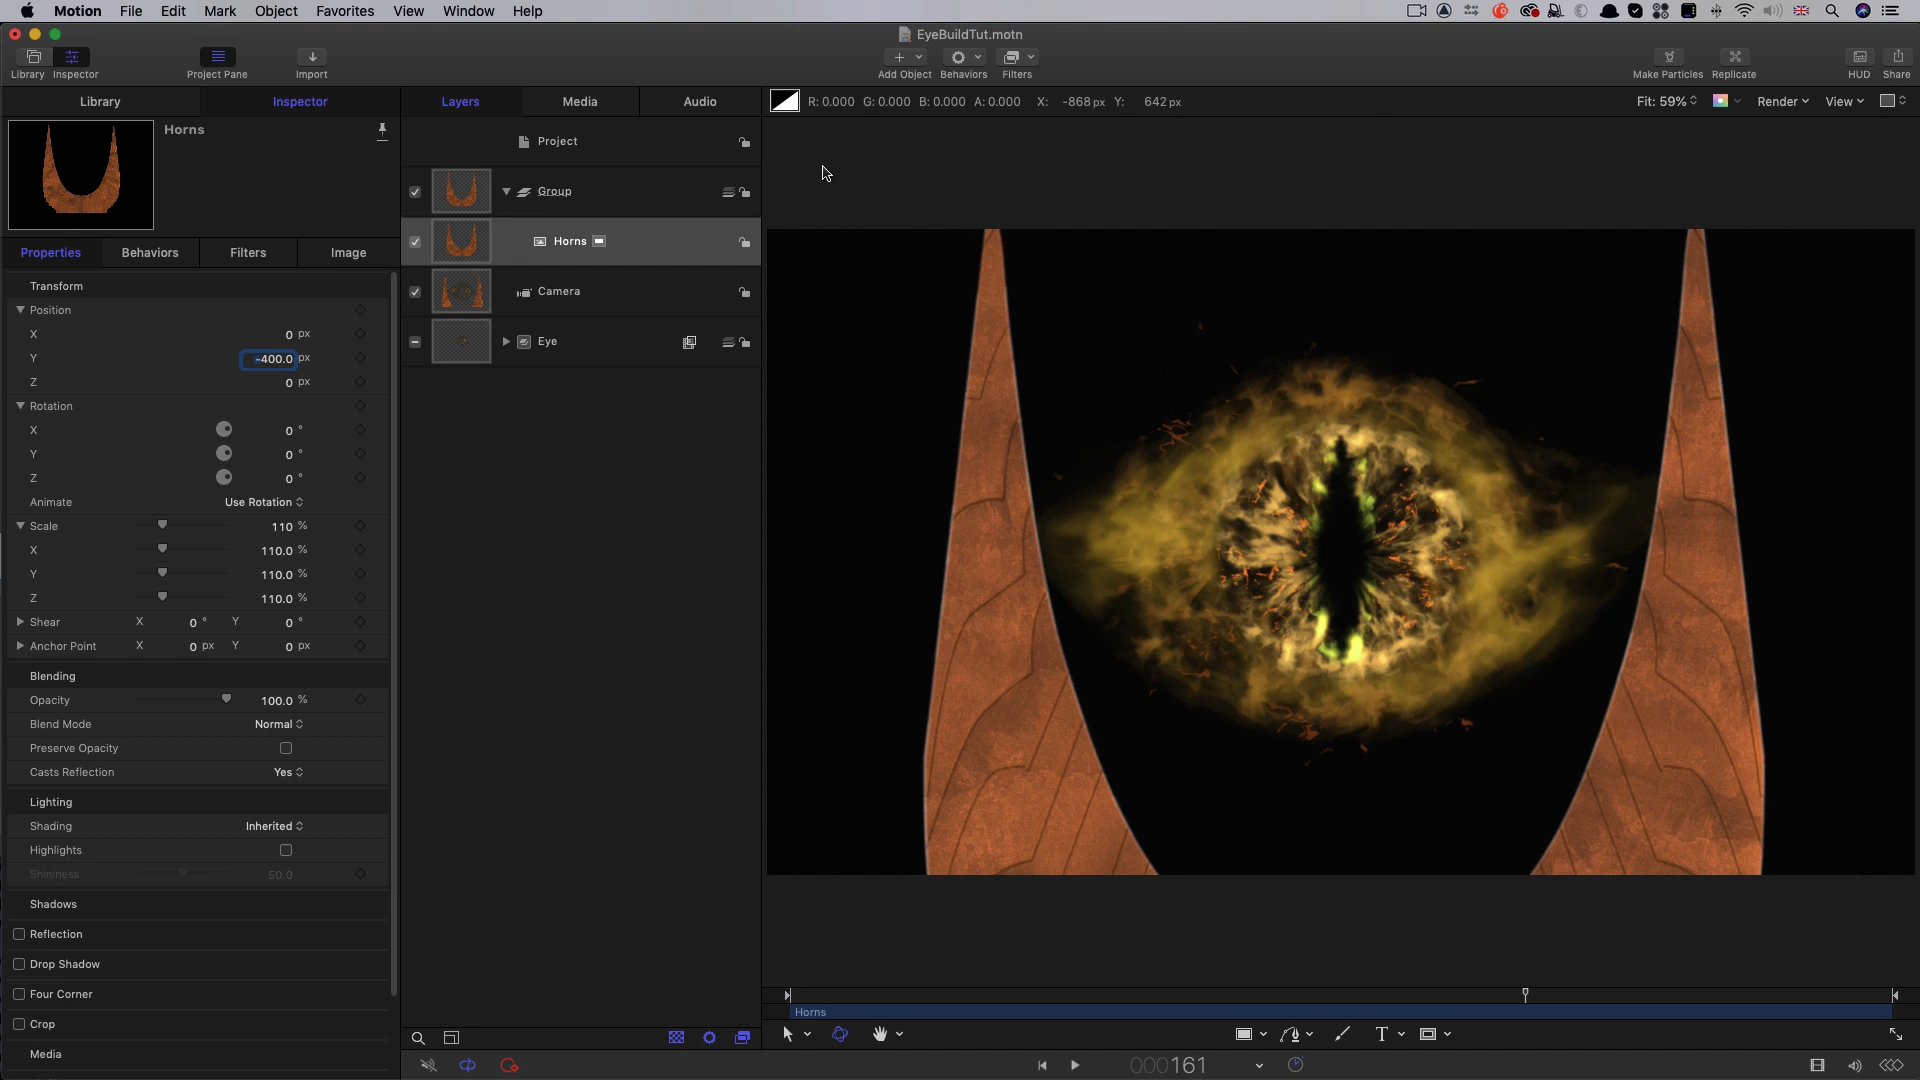 Motion File Edit Mark Object Favorites View Window Help
EyeBuildTut.motn
Library Inspector Project Pane Import Add Object Behaviors Filters Make Particles Replicate HUD Share
Library Inspector Layers Media Audio R: 0.000 G: 0.000 B: 0.000 A: 0.000 X: -868 px Y: 642 px Fit: 59% Render View
Horns
Project
Group
Horns
Camera
Eye
Properties Behaviors Filters Image
Transform
Position
X 0 px
Y -400.0 px
Z 0 px
Rotation
X 0 °
Y 0 °
Z 0 °
Animate Use Rotation
Scale 110 %
X 110.0 %
Y 110.0 %
Z 110.0 %
Shear X 0 ° Y 0 °
Anchor Point X 0 px Y 0 px
Blending
Opacity 100.0 %
Blend Mode Normal
Preserve Opacity
Casts Reflection Yes
Lighting
Shading Inherited
Highlights
Shininess 50.0
Shadows
Reflection
Drop Shadow
Four Corner
Crop
Media
Horns
T
000161